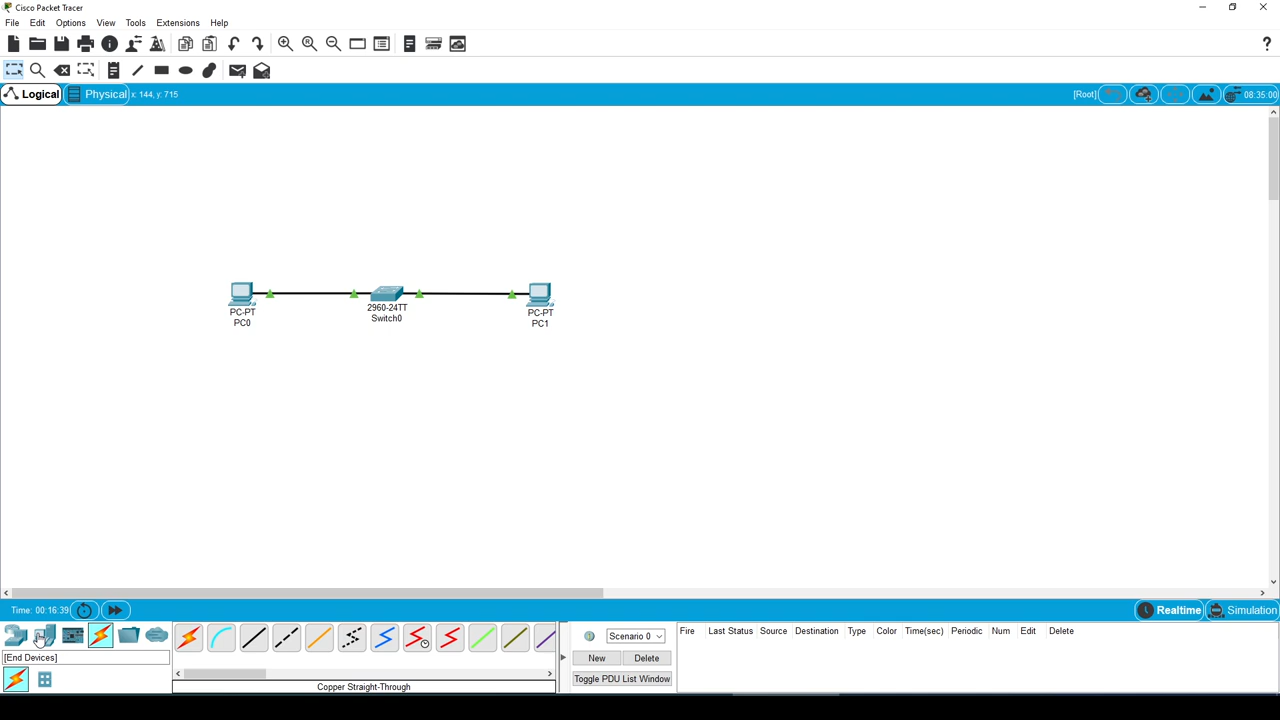 Cisco Packet Tracer
File Edit Options View Tools Extensions Help
?
Logical Physical x: 144, y: 715 [Root] 08:35:00
PC-PT
PC0
2960-24TT
Switch0
PC-PT
PC1
Time: 00:16:39 Realtime Simulation
[End Devices]
Copper Straight-Through
Scenario 0
New Delete
Toggle PDU List Window
Fire Last Status Source Destination Type Color Time(sec) Periodic Num Edit Delete